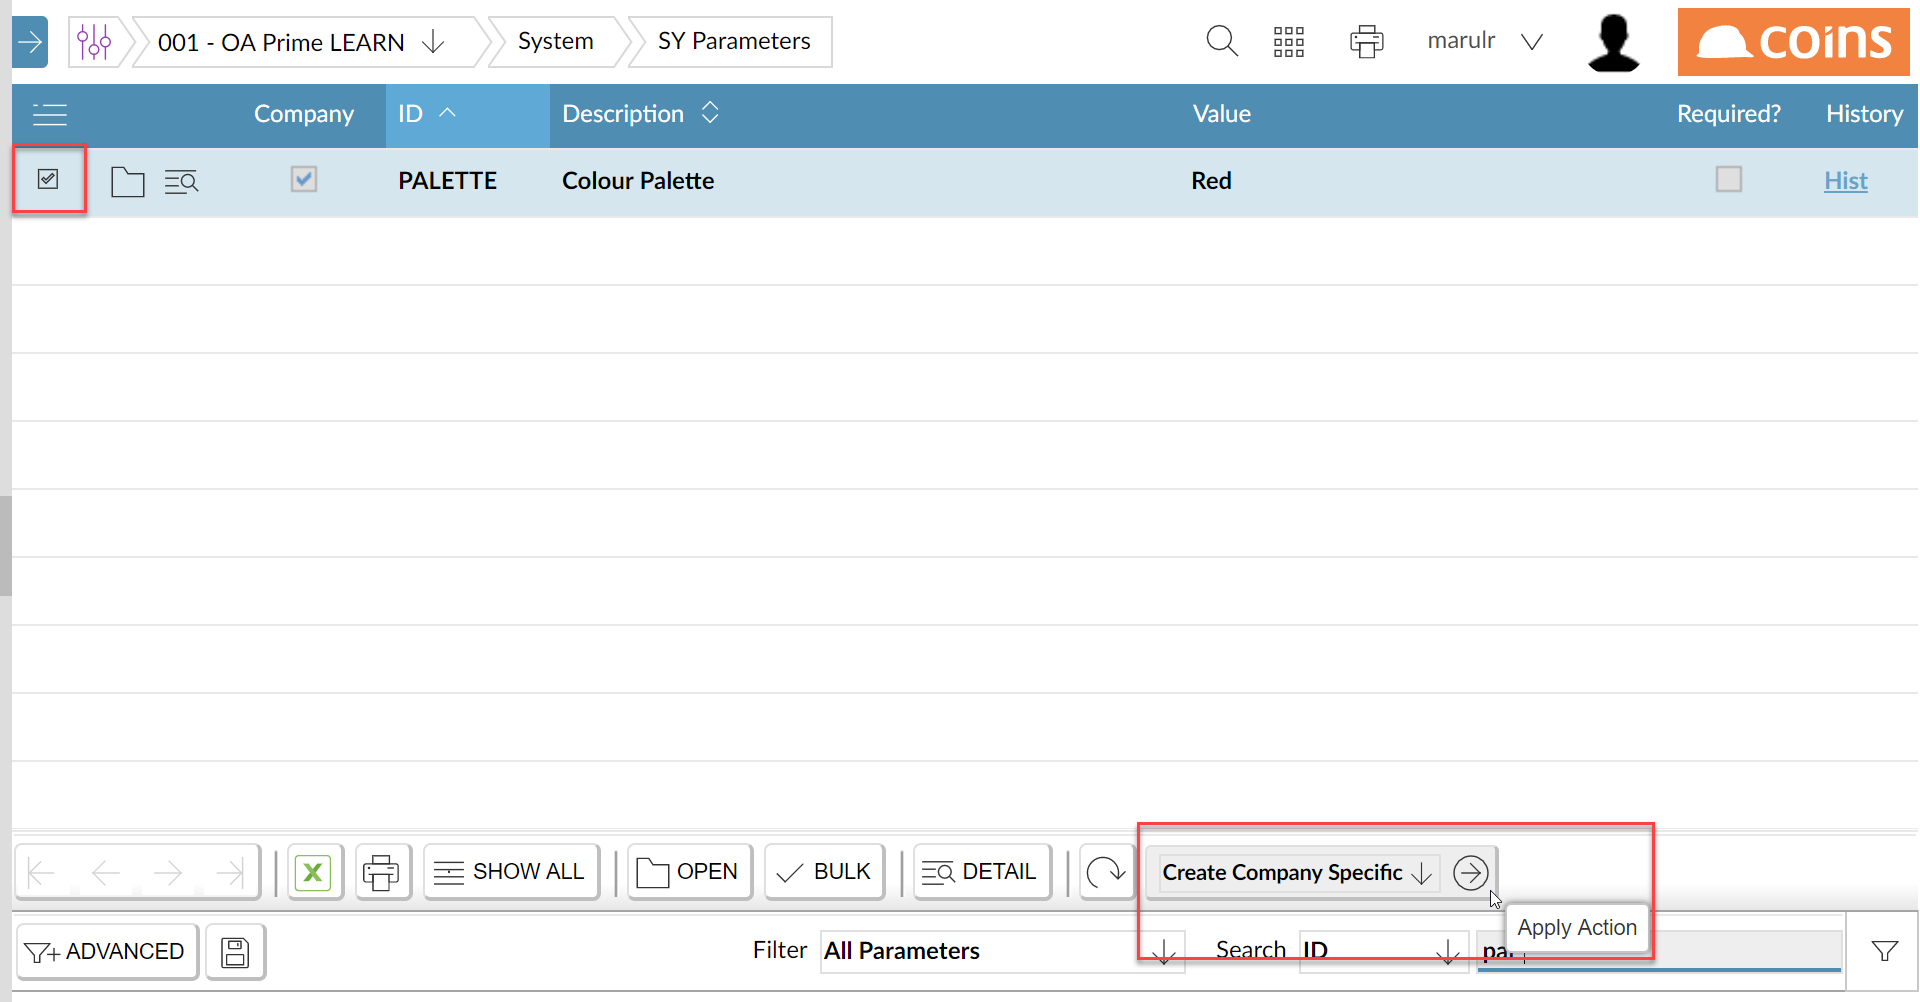 001 - OA Prime LEARN System SY Parameters marulr coins
Company ID Description Value Required? History
PALETTE Colour Palette Red Hist
X SHOW ALL OPEN BULK DETAIL Create Company Specific
Apply Action
ADVANCED Filter All Parameters Search ID